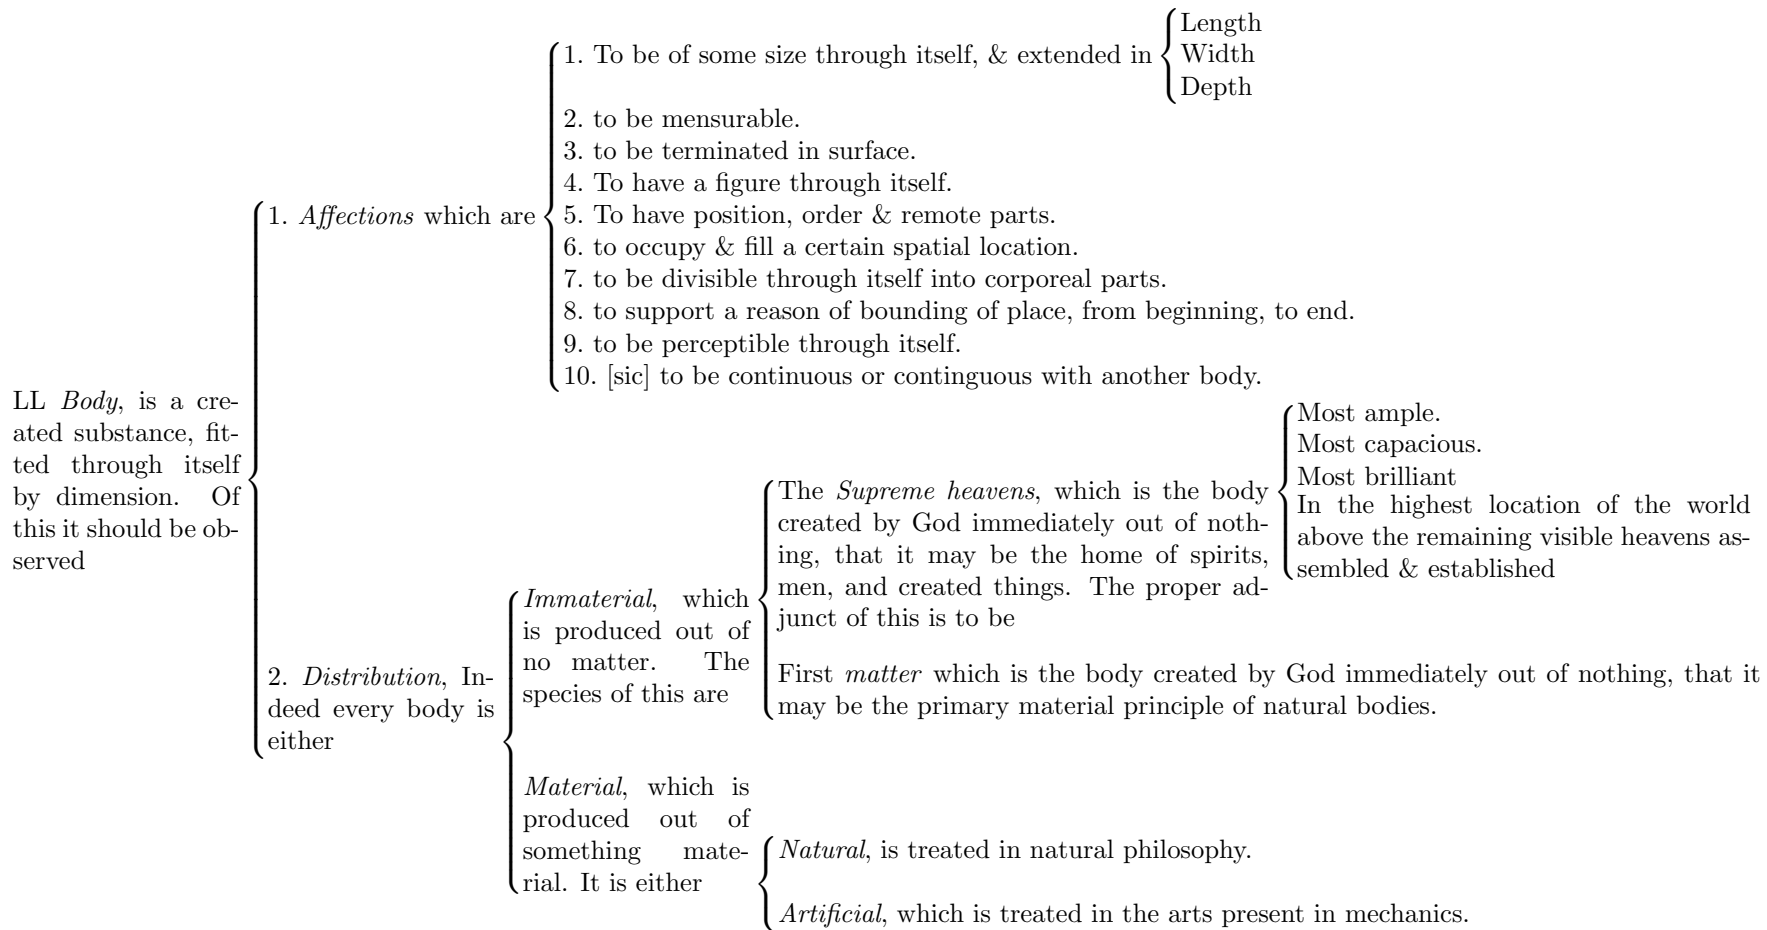 1. To be of some size through itself, & extended in
Length
Width
Depth
2. to be mensurable.
3. to be terminated in surface.
4. To have a figure through itself.
1. Affections which are
5. To have position, order & remote parts.
6. to occupy & fill a certain spatial location.
7. to be divisible through itself into corporeal parts.
8. to support a reason of bounding of place, from beginning, to end.
9. to be perceptible through itself.
10. [sic] to be continuous or continguous with another body.
LL Body, is a cre-
ated substance, fit-
ted through itself
by dimension. Of
this it should be ob-
served
2. Distribution, In-
deed every body is
either
Immaterial, which
is produced out of
no matter. The
species of this are
The Supreme heavens, which is the body
created by God immediately out of noth-
ing, that it may be the home of spirits,
men, and created things. The proper ad-
junct of this is to be
Most ample.
Most capacious.
Most brilliant
In the highest location of the world
above the remaining visible heavens as-
sembled & established
First matter which is the body created by God immediately out of nothing, that it
may be the primary material principle of natural bodies.
Material, which is
produced out of
something mate-
rial. It is either
Natural, is treated in natural philosophy.
Artificial, which is treated in the arts present in mechanics.